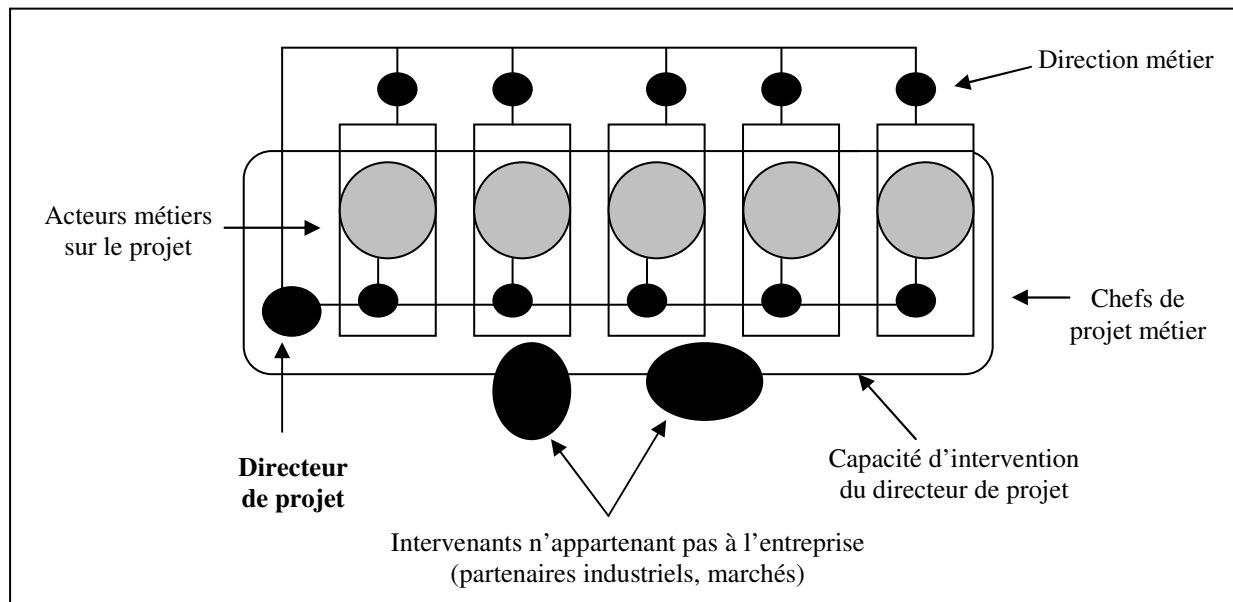 Direction métier
Acteurs métiers
sur le projet
Chefs de
projet métier
Directeur
de projet
Capacité d’intervention
du directeur de projet
Intervenants n’appartenant pas à l’entreprise
(partenaires industriels, marchés)